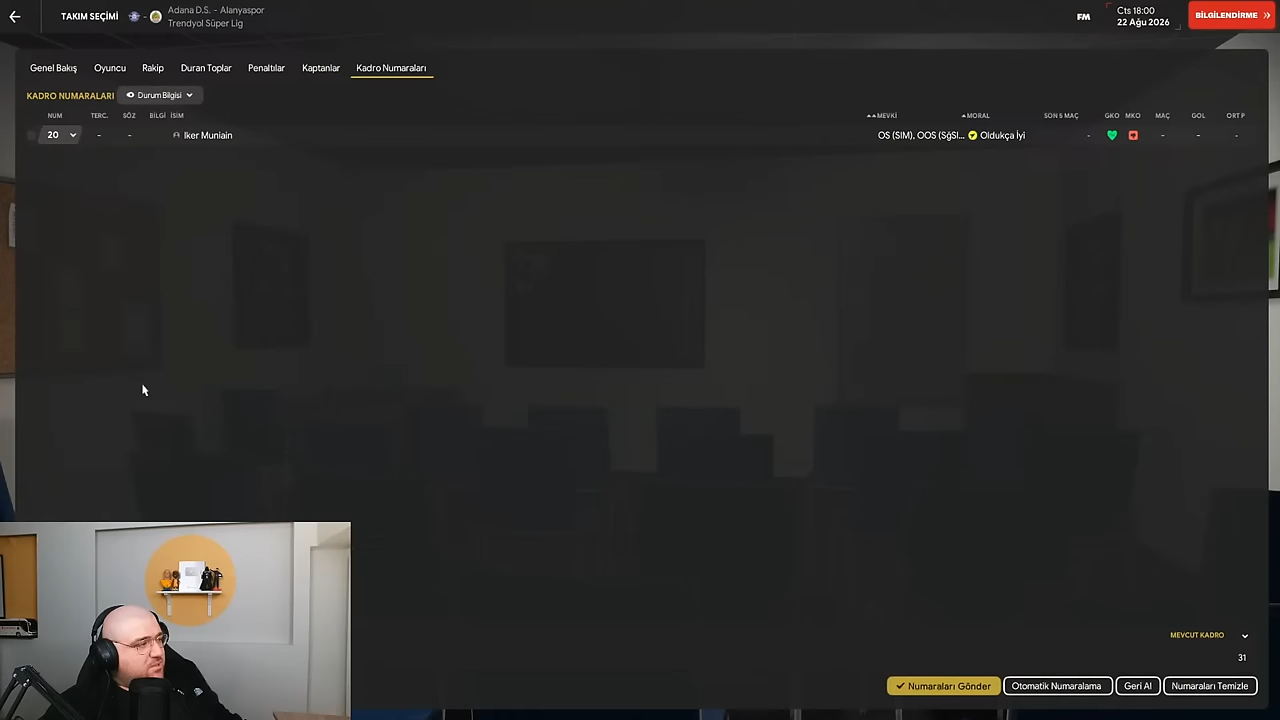 TAKIM SEÇİMİ
Adana D.S. - Alanyaspor
Trendyol Süper Lig
FM
Cts 18:00
22 Ağu 2026
BİLGİLENDİRME
Genel Bakış Oyuncu Rakip Duran Toplar Penaltılar Kaptanlar Kadro Numaraları
KADRO NUMARALARI Durum Bilgisi
NUM TERC. SÖZ BİLGİ İSİM MEVKİ MORAL SON 5 MAÇ GKO MKO MAÇ GOL ORT P
20 - - Iker Muniain OS (SIM), OOS (SğSl... Oldukça İyi - - - -
MEVCUT KADRO
31
Numaraları Gönder Otomatik Numaralama Geri Al Numaraları Temizle